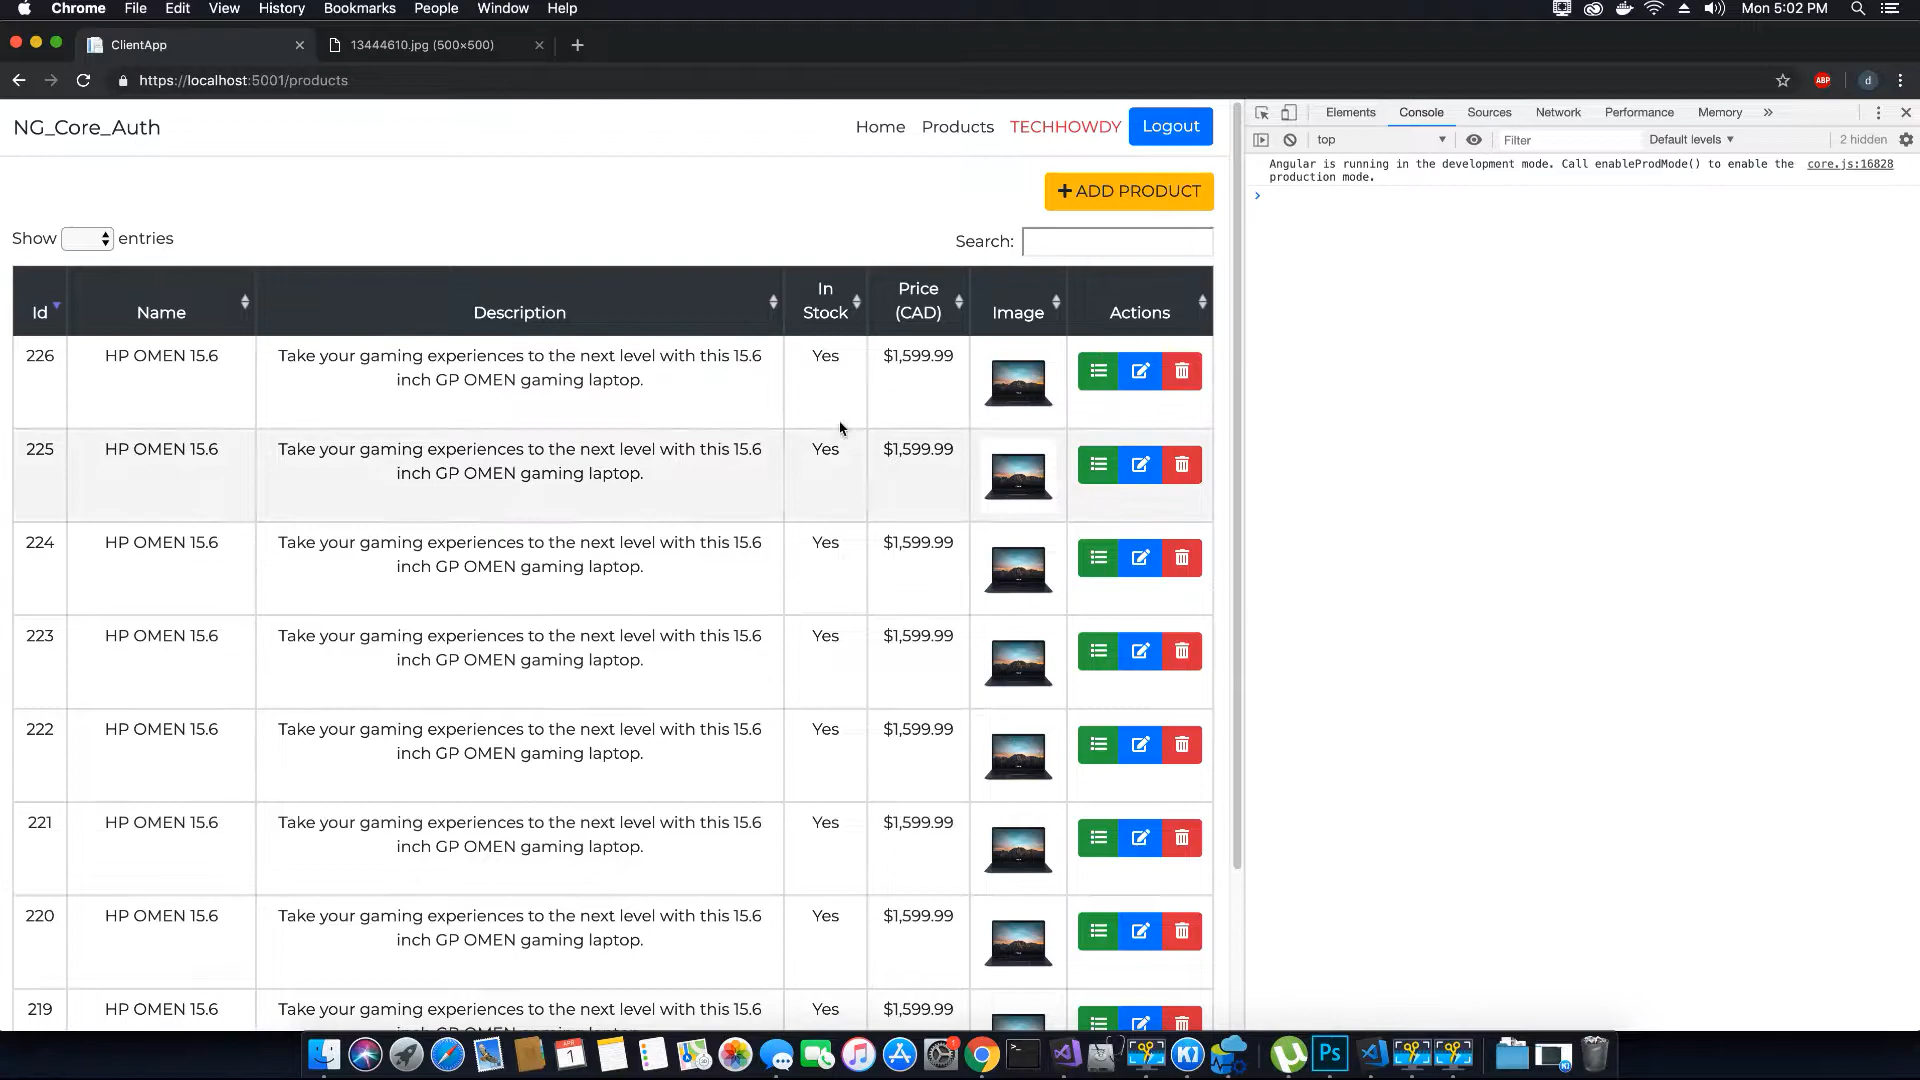 Chrome File Edit View History Bookmarks People Window Help Mon 5:02 PM
ClientApp 13444610.jpg (500×500)
https://localhost:5001/products ABP d
NG_Core_Auth Home Products TECHHOWDY Logout
Elements Console Sources Network Performance Memory »
top Filter Default levels 2 hidden
Angular is running in the development mode. Call enableProdMode() to enable the core.js:16828
production mode.
ADD PRODUCT
Show entries Search:
Id Name Description In Stock Price (CAD) Image Actions
226 HP OMEN 15.6 Take your gaming experiences to the next level with this 15.6 Yes $1,599.99
inch GP OMEN gaming laptop.
225 HP OMEN 15.6 Take your gaming experiences to the next level with this 15.6 Yes $1,599.99
inch GP OMEN gaming laptop.
224 HP OMEN 15.6 Take your gaming experiences to the next level with this 15.6 Yes $1,599.99
inch GP OMEN gaming laptop.
223 HP OMEN 15.6 Take your gaming experiences to the next level with this 15.6 Yes $1,599.99
inch GP OMEN gaming laptop.
222 HP OMEN 15.6 Take your gaming experiences to the next level with this 15.6 Yes $1,599.99
inch GP OMEN gaming laptop.
221 HP OMEN 15.6 Take your gaming experiences to the next level with this 15.6 Yes $1,599.99
inch GP OMEN gaming laptop.
220 HP OMEN 15.6 Take your gaming experiences to the next level with this 15.6 Yes $1,599.99
inch GP OMEN gaming laptop.
219 HP OMEN 15.6 Take your gaming experiences to the next level with this 15.6 Yes $1,599.99